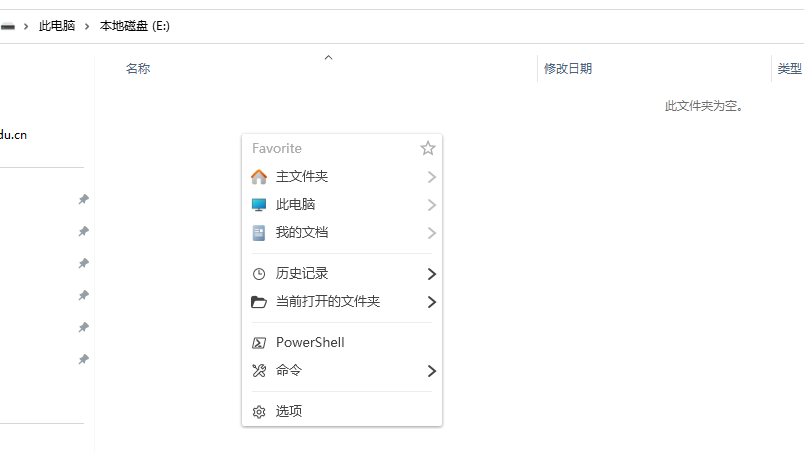 此电脑 › 本地磁盘 (E:)
名称 修改日期 类型
此文件夹为空。
du.cn
Favorite
主文件夹
此电脑
我的文档
历史记录
当前打开的文件夹
PowerShell
命令
选项